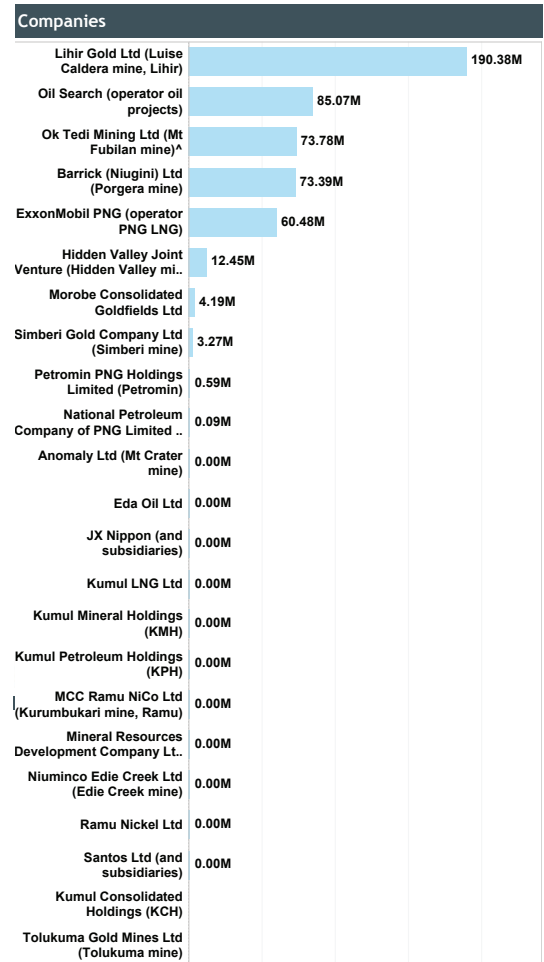 Companies
Lihir Gold Ltd (Luise
Caldera mine, Lihir)
190.38M
Oil Search (operator oil
projects)
85.07M
Ok Tedi Mining Ltd (Mt
Fubilan mine)^
73.78M
Barrick (Niugini) Ltd
(Porgera mine)
73.39M
ExxonMobil PNG (operator
PNG LNG)
60.48M
Hidden Valley Joint
Venture (Hidden Valley mi..
12.45M
Morobe Consolidated
Goldfields Ltd
4.19M
Simberi Gold Company Ltd
(Simberi mine)
3.27M
Petromin PNG Holdings
Limited (Petromin)
0.59M
National Petroleum
Company of PNG Limited ..
0.09M
Anomaly Ltd (Mt Crater
mine)
0.00M
Eda Oil Ltd
0.00M
JX Nippon (and
subsidiaries)
0.00M
Kumul LNG Ltd
0.00M
Kumul Mineral Holdings
(KMH)
0.00M
Kumul Petroleum Holdings
(KPH)
0.00M
MCC Ramu NiCo Ltd
(Kurumbukari mine, Ramu)
0.00M
Mineral Resources
Development Company Lt..
0.00M
Niuminco Edie Creek Ltd
(Edie Creek mine)
0.00M
Ramu Nickel Ltd
0.00M
Santos Ltd (and
subsidiaries)
0.00M
Kumul Consolidated
Holdings (KCH)
Tolukuma Gold Mines Ltd
(Tolukuma mine)